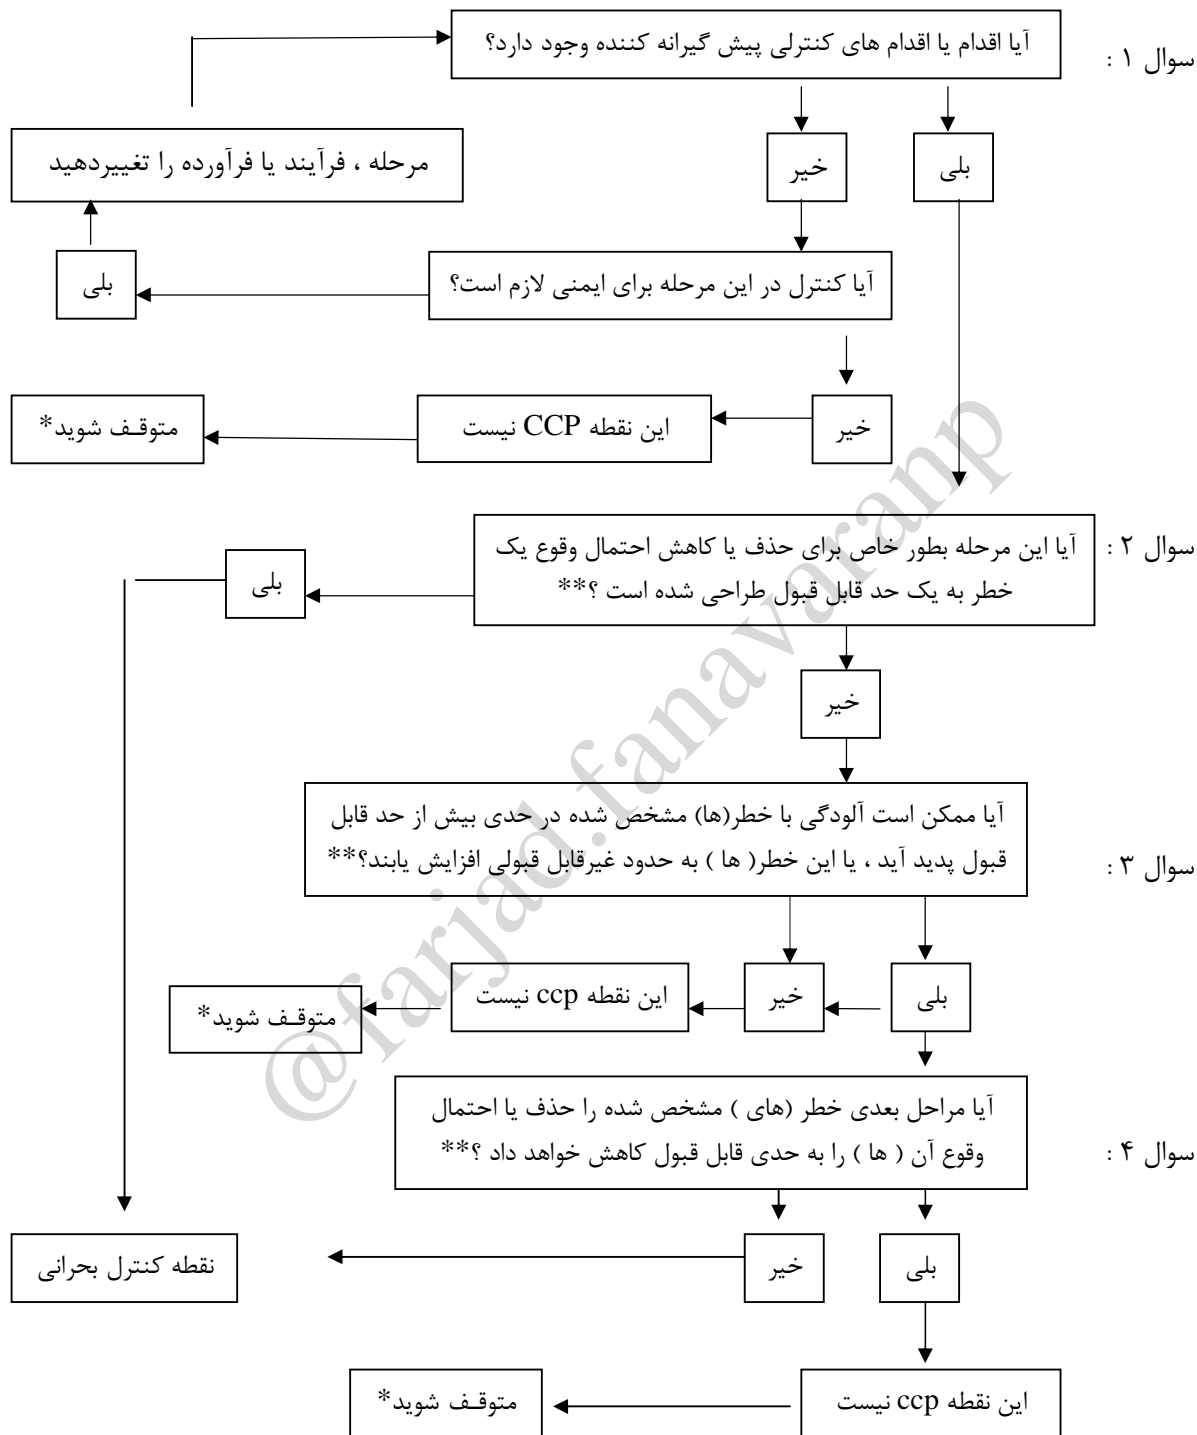 سوال ۱ :
آیا اقدام یا اقدام های کنترلی پیش گیرانه کننده وجود دارد؟
بلی
خیر
مرحله ، فرآیند یا فرآورده را تغییردهید
آیا کنترل در این مرحله برای ایمنی لازم است؟
بلی
خیر
این نقطه CCP نیست
متوقف شوید*
سوال ۲ :
آیا این مرحله بطور خاص برای حذف یا کاهش احتمال وقوع یک
خطر به یک حد قابل قبول طراحی شده است ؟**
بلی
خیر
سوال ۳ :
آیا ممکن است آلودگی با خطر(ها) مشخص شده در حدی بیش از حد قابل
قبول پدید آید ، یا این خطر( ها ) به حدود غیرقابل قبولی افزایش یابند؟**
بلی
خیر
این نقطه ccp نیست
متوقف شوید*
سوال ۴ :
آیا مراحل بعدی خطر (های ) مشخص شده را حذف یا احتمال
وقوع آن ( ها ) را به حدی قابل قبول کاهش خواهد داد ؟**
بلی
خیر
نقطه کنترل بحرانی
این نقطه ccp نیست
متوقف شوید*
@farjad.fanavaranp